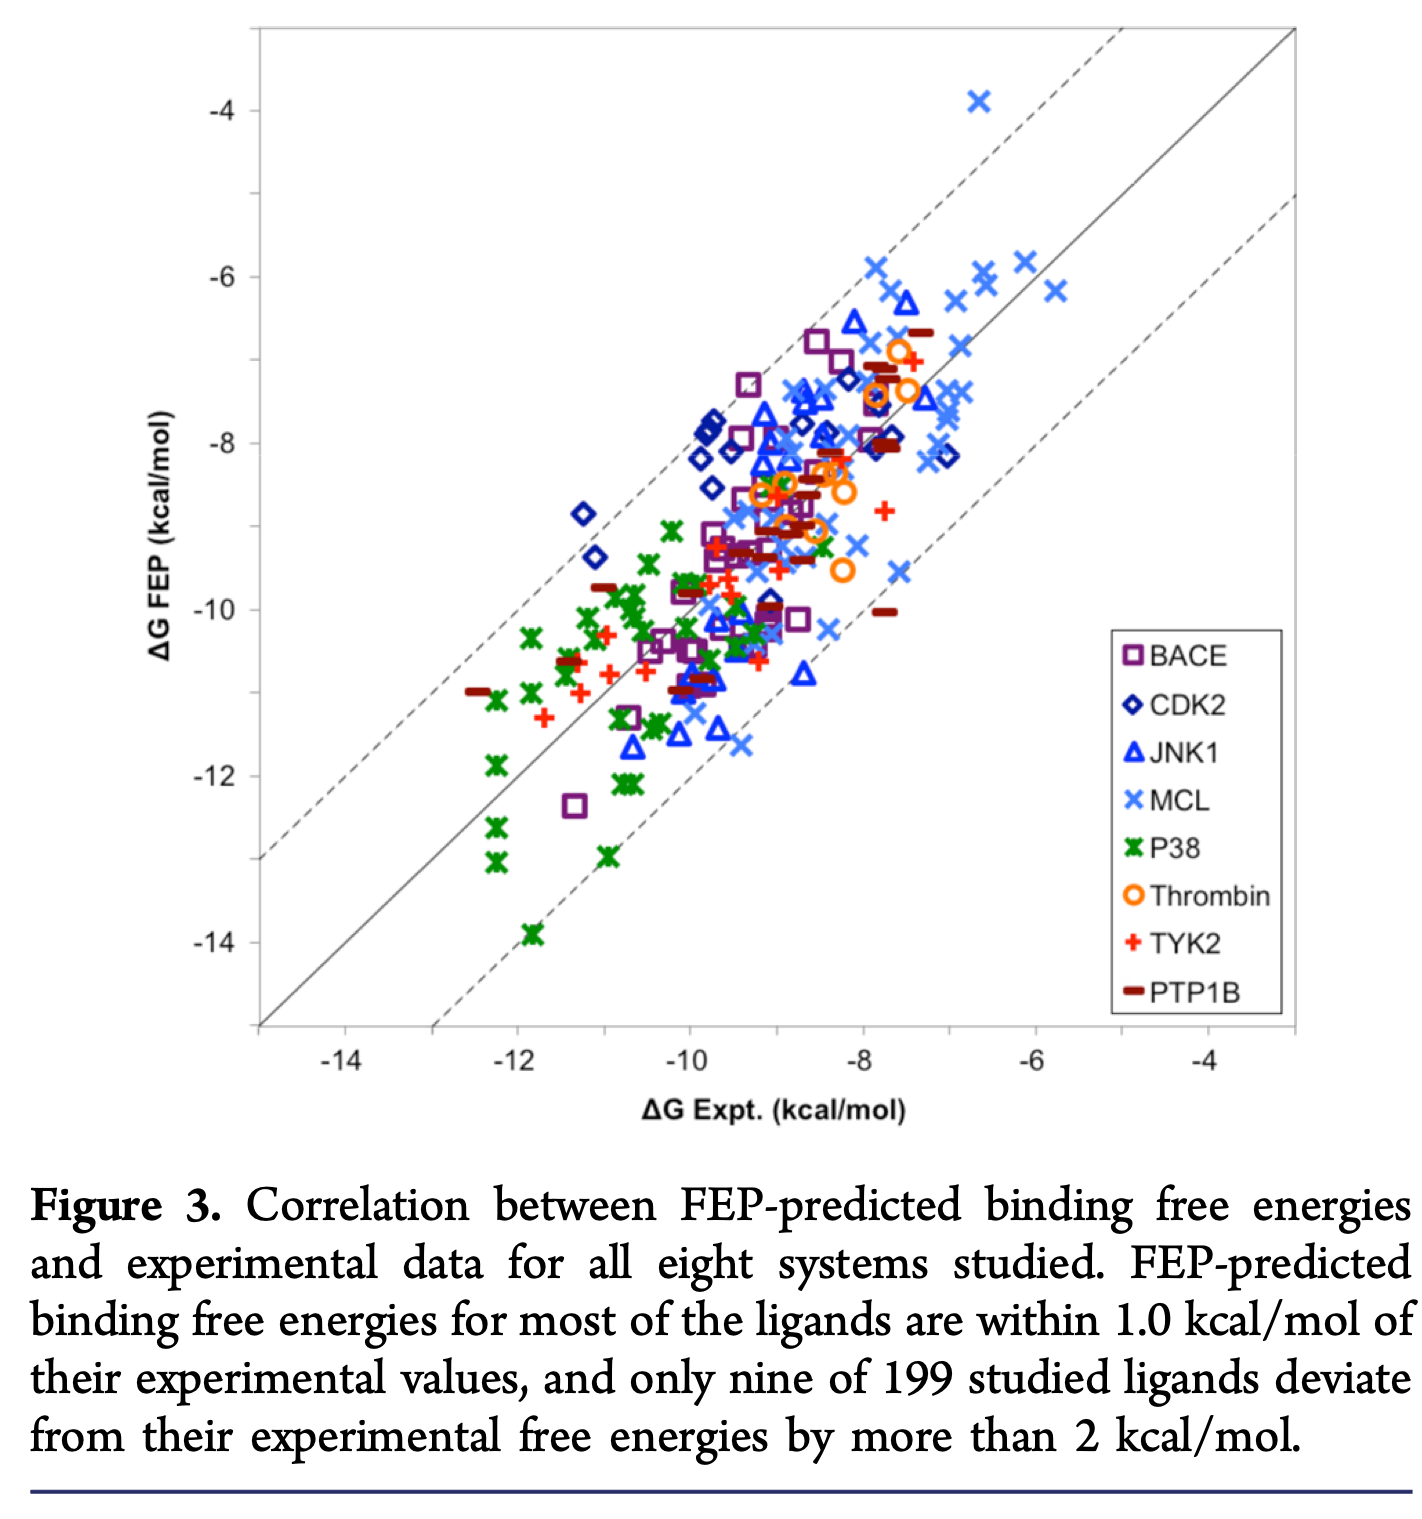 -4
-6
-8
-10
-12
-14
ΔG FEP (kcal/mol)
BACE
CDK2
JNK1
MCL
P38
Thrombin
TYK2
PTP1B
-14 -12 -10 -8 -6 -4
ΔG Expt. (kcal/mol)
Figure 3. Correlation between FEP-predicted binding free energies
and experimental data for all eight systems studied. FEP-predicted
binding free energies for most of the ligands are within 1.0 kcal/mol of
their experimental values, and only nine of 199 studied ligands deviate
from their experimental free energies by more than 2 kcal/mol.